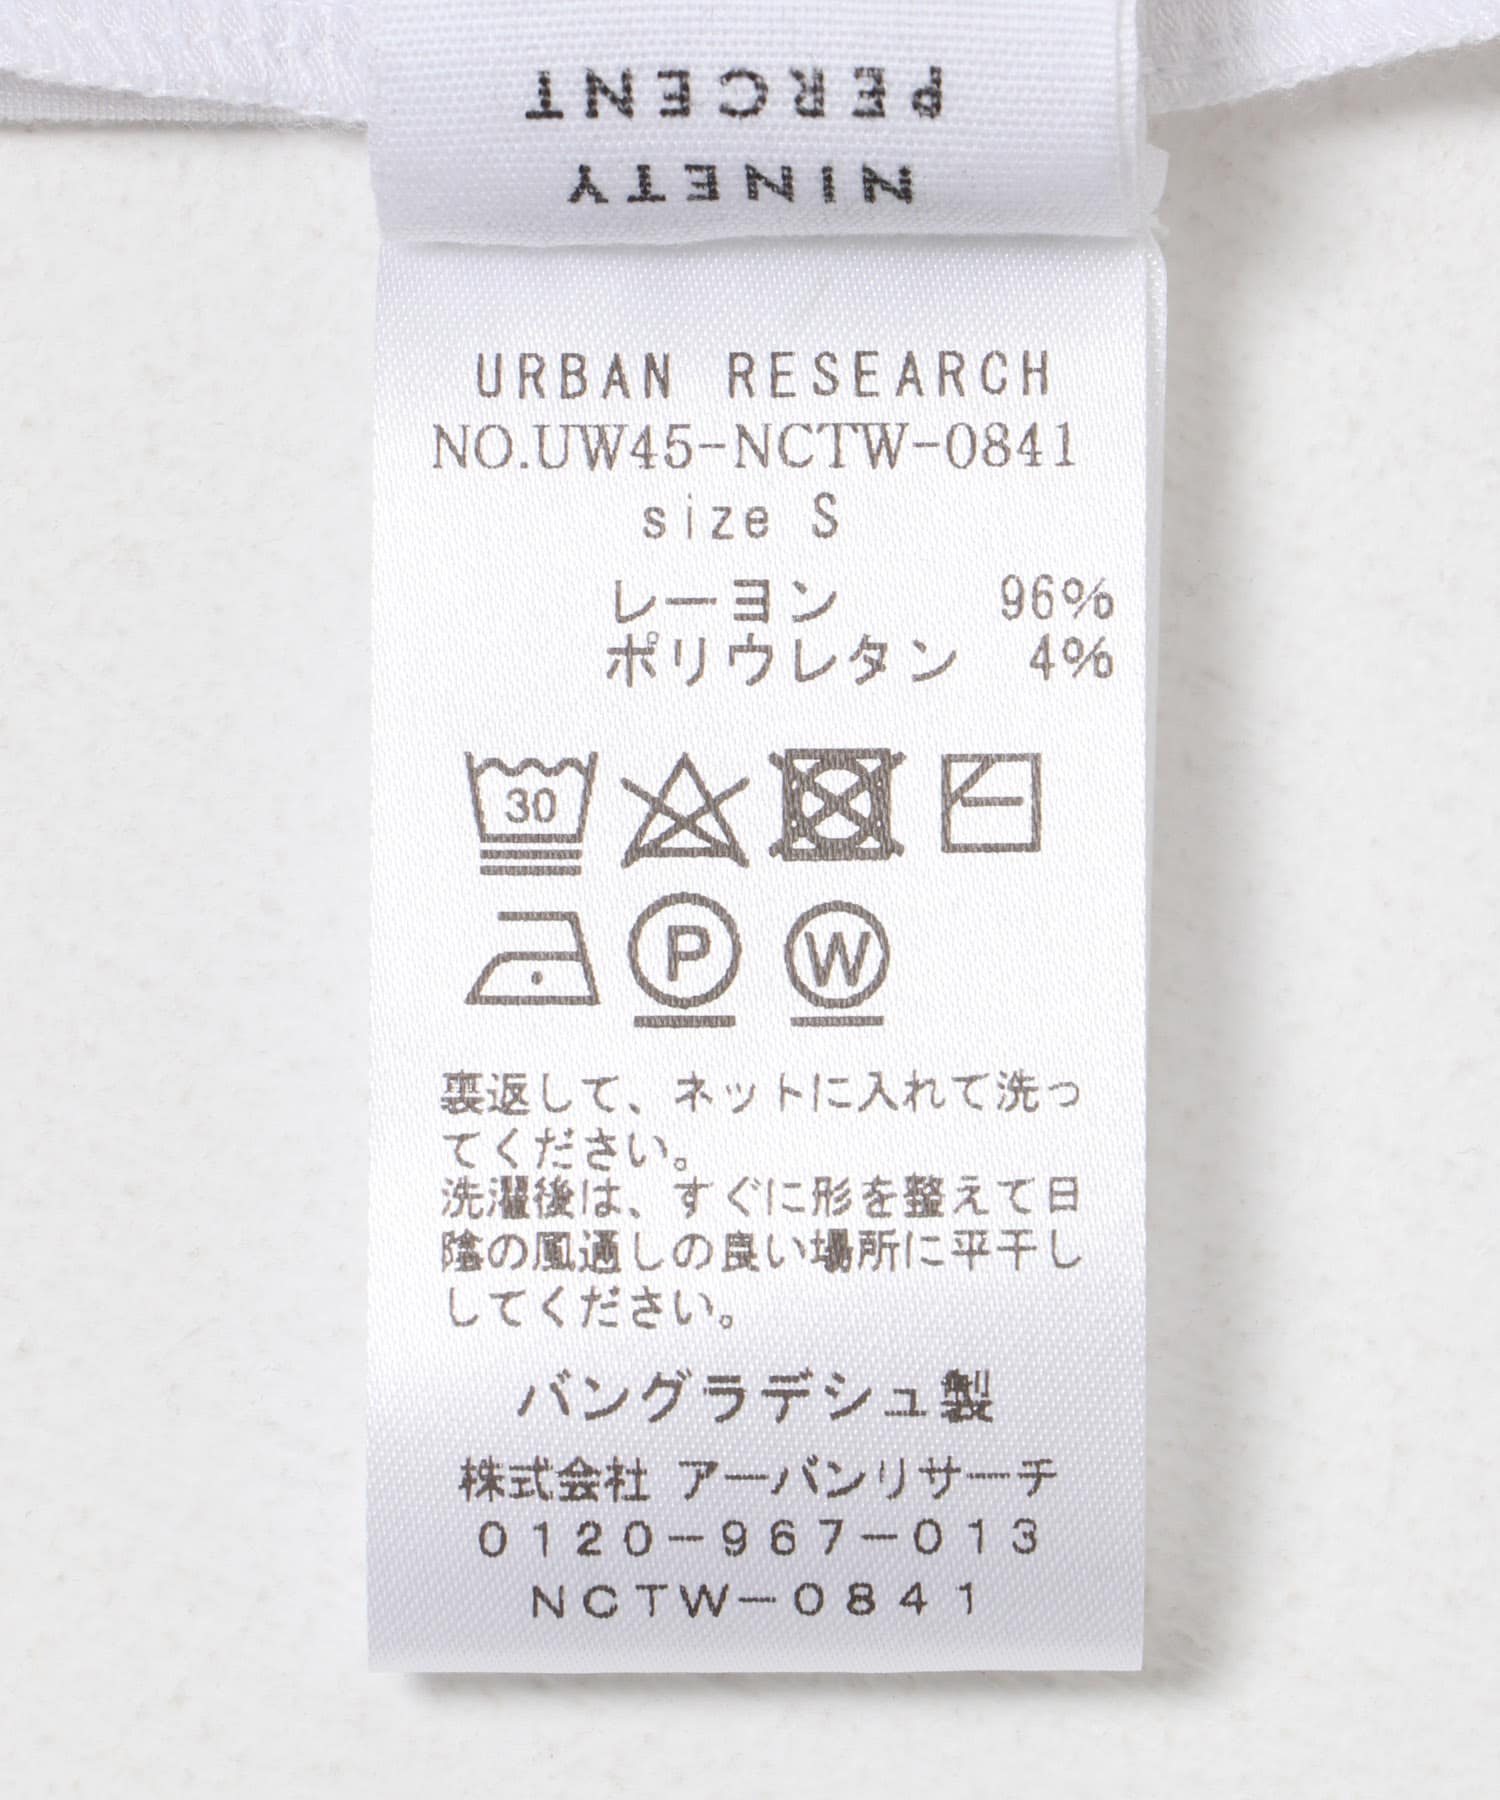 PERCENT
NINETY
URBAN RESEARCH
NO.UW45-NCTW-0841
size S
レーヨン 96%
ポリウレタン 4%
30
P W
裏返して、ネットに入れて洗っ
てください。
洗濯後は、すぐに形を整えて日
陰の風通しの良い場所に平干し
してください。
バングラデシュ製
株式会社 アーバンリサーチ
0120-967-013
NCTW-0841